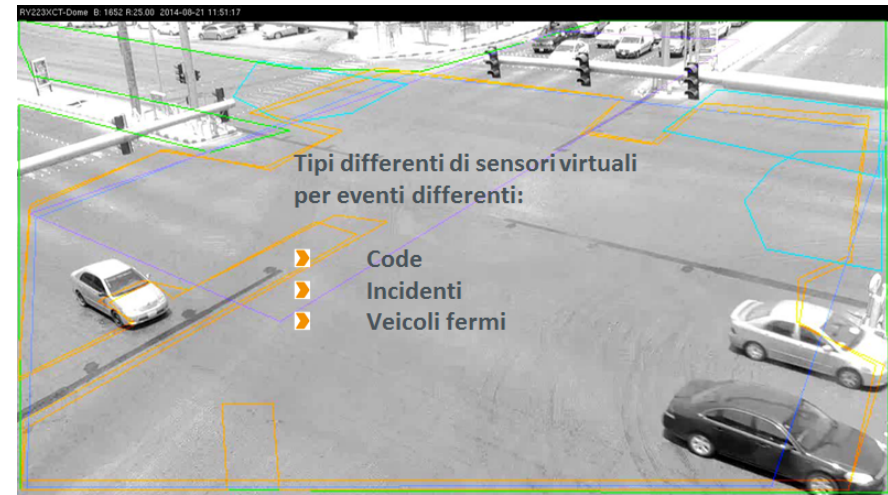 RV223XCT-Dome B: 1652 R:25.00 2014-08-21 11:51:17
Tipi differenti di sensori virtuali
per eventi differenti:
Code
Incidenti
Veicoli fermi